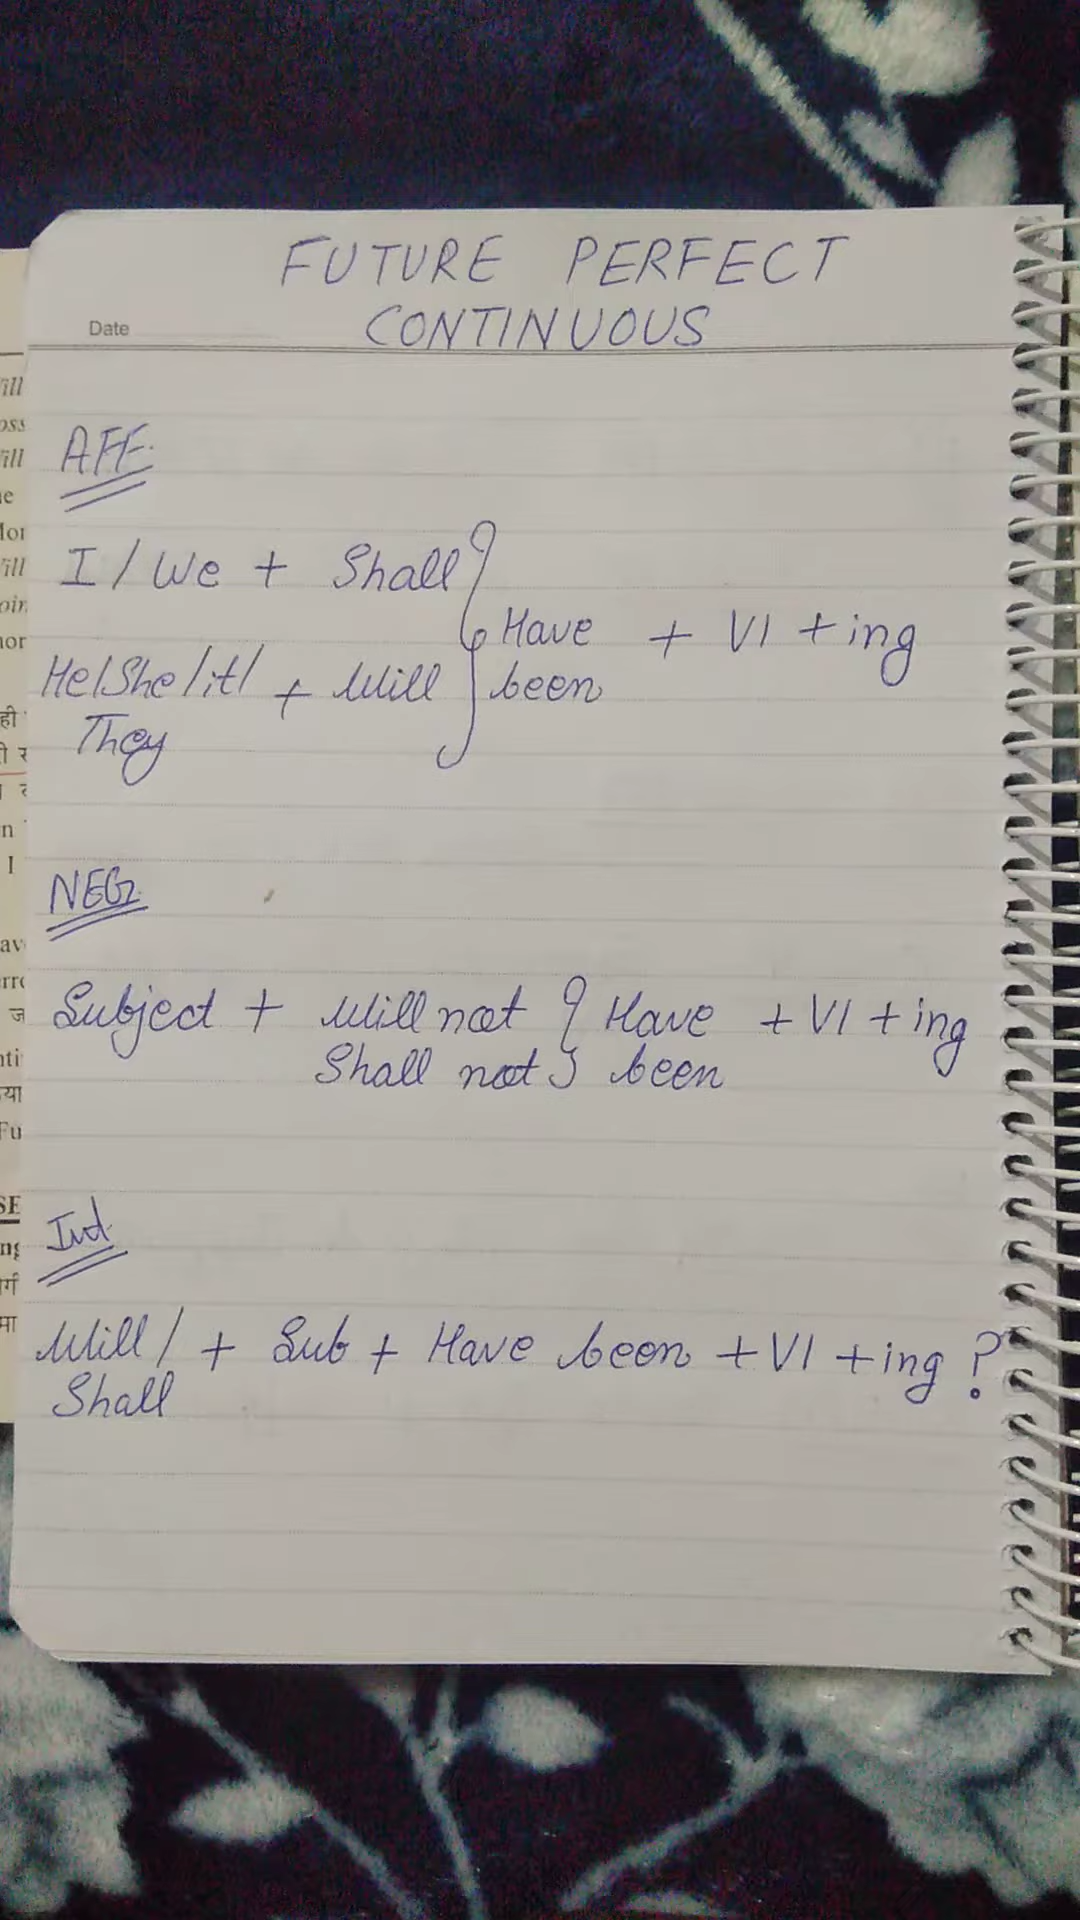 FUTURE PERFECT
CONTINUOUS
Date
AFF.
I / We + Shall
Have + V1 + ing
He/She/it/ + Will
been
They
NEG.
Subject + Will not { Have + V1 + ing
Shall not } been
Int.
Will / + Sub + Have been + V1 + ing ?
Shall